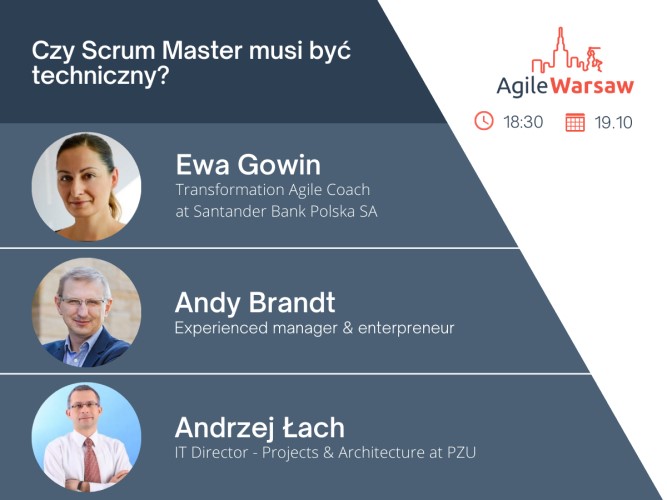 Czy Scrum Master musi być
techniczny?
AgileWarsaw
18:30 19.10
Ewa Gowin
Transformation Agile Coach
at Santander Bank Polska SA
Andy Brandt
Experienced manager & enterpreneur
Andrzej Łach
IT Director - Projects & Architecture at PZU